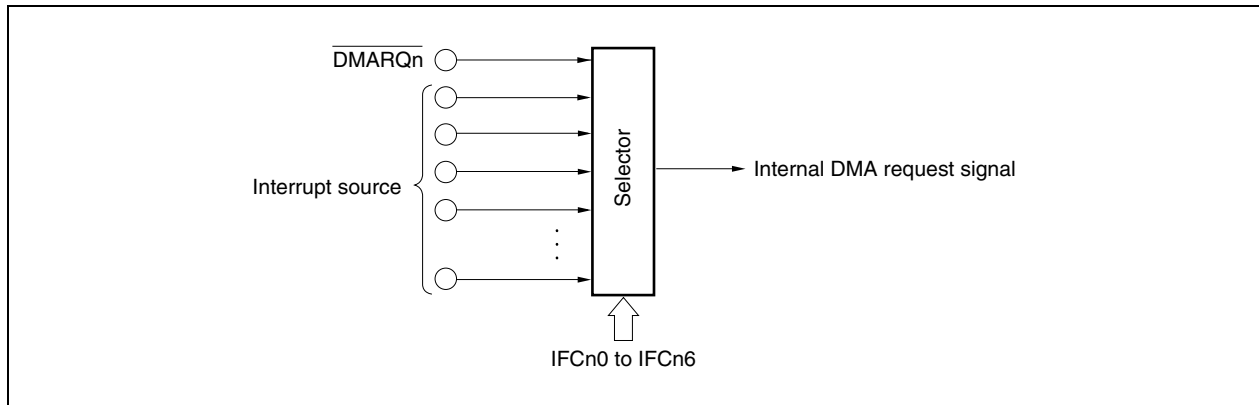 DMARQn
Interrupt source
Selector
Internal DMA request signal
IFCn0 to IFCn6